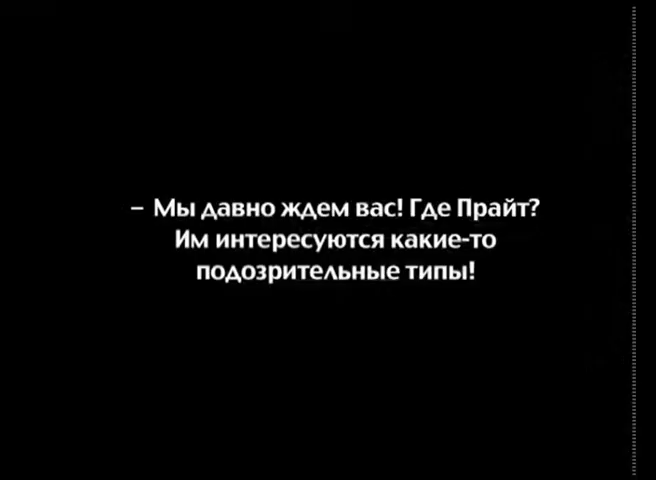 – Мы давно ждем вас! Где Прайт?
Им интересуются какие-то
подозрительные типы!